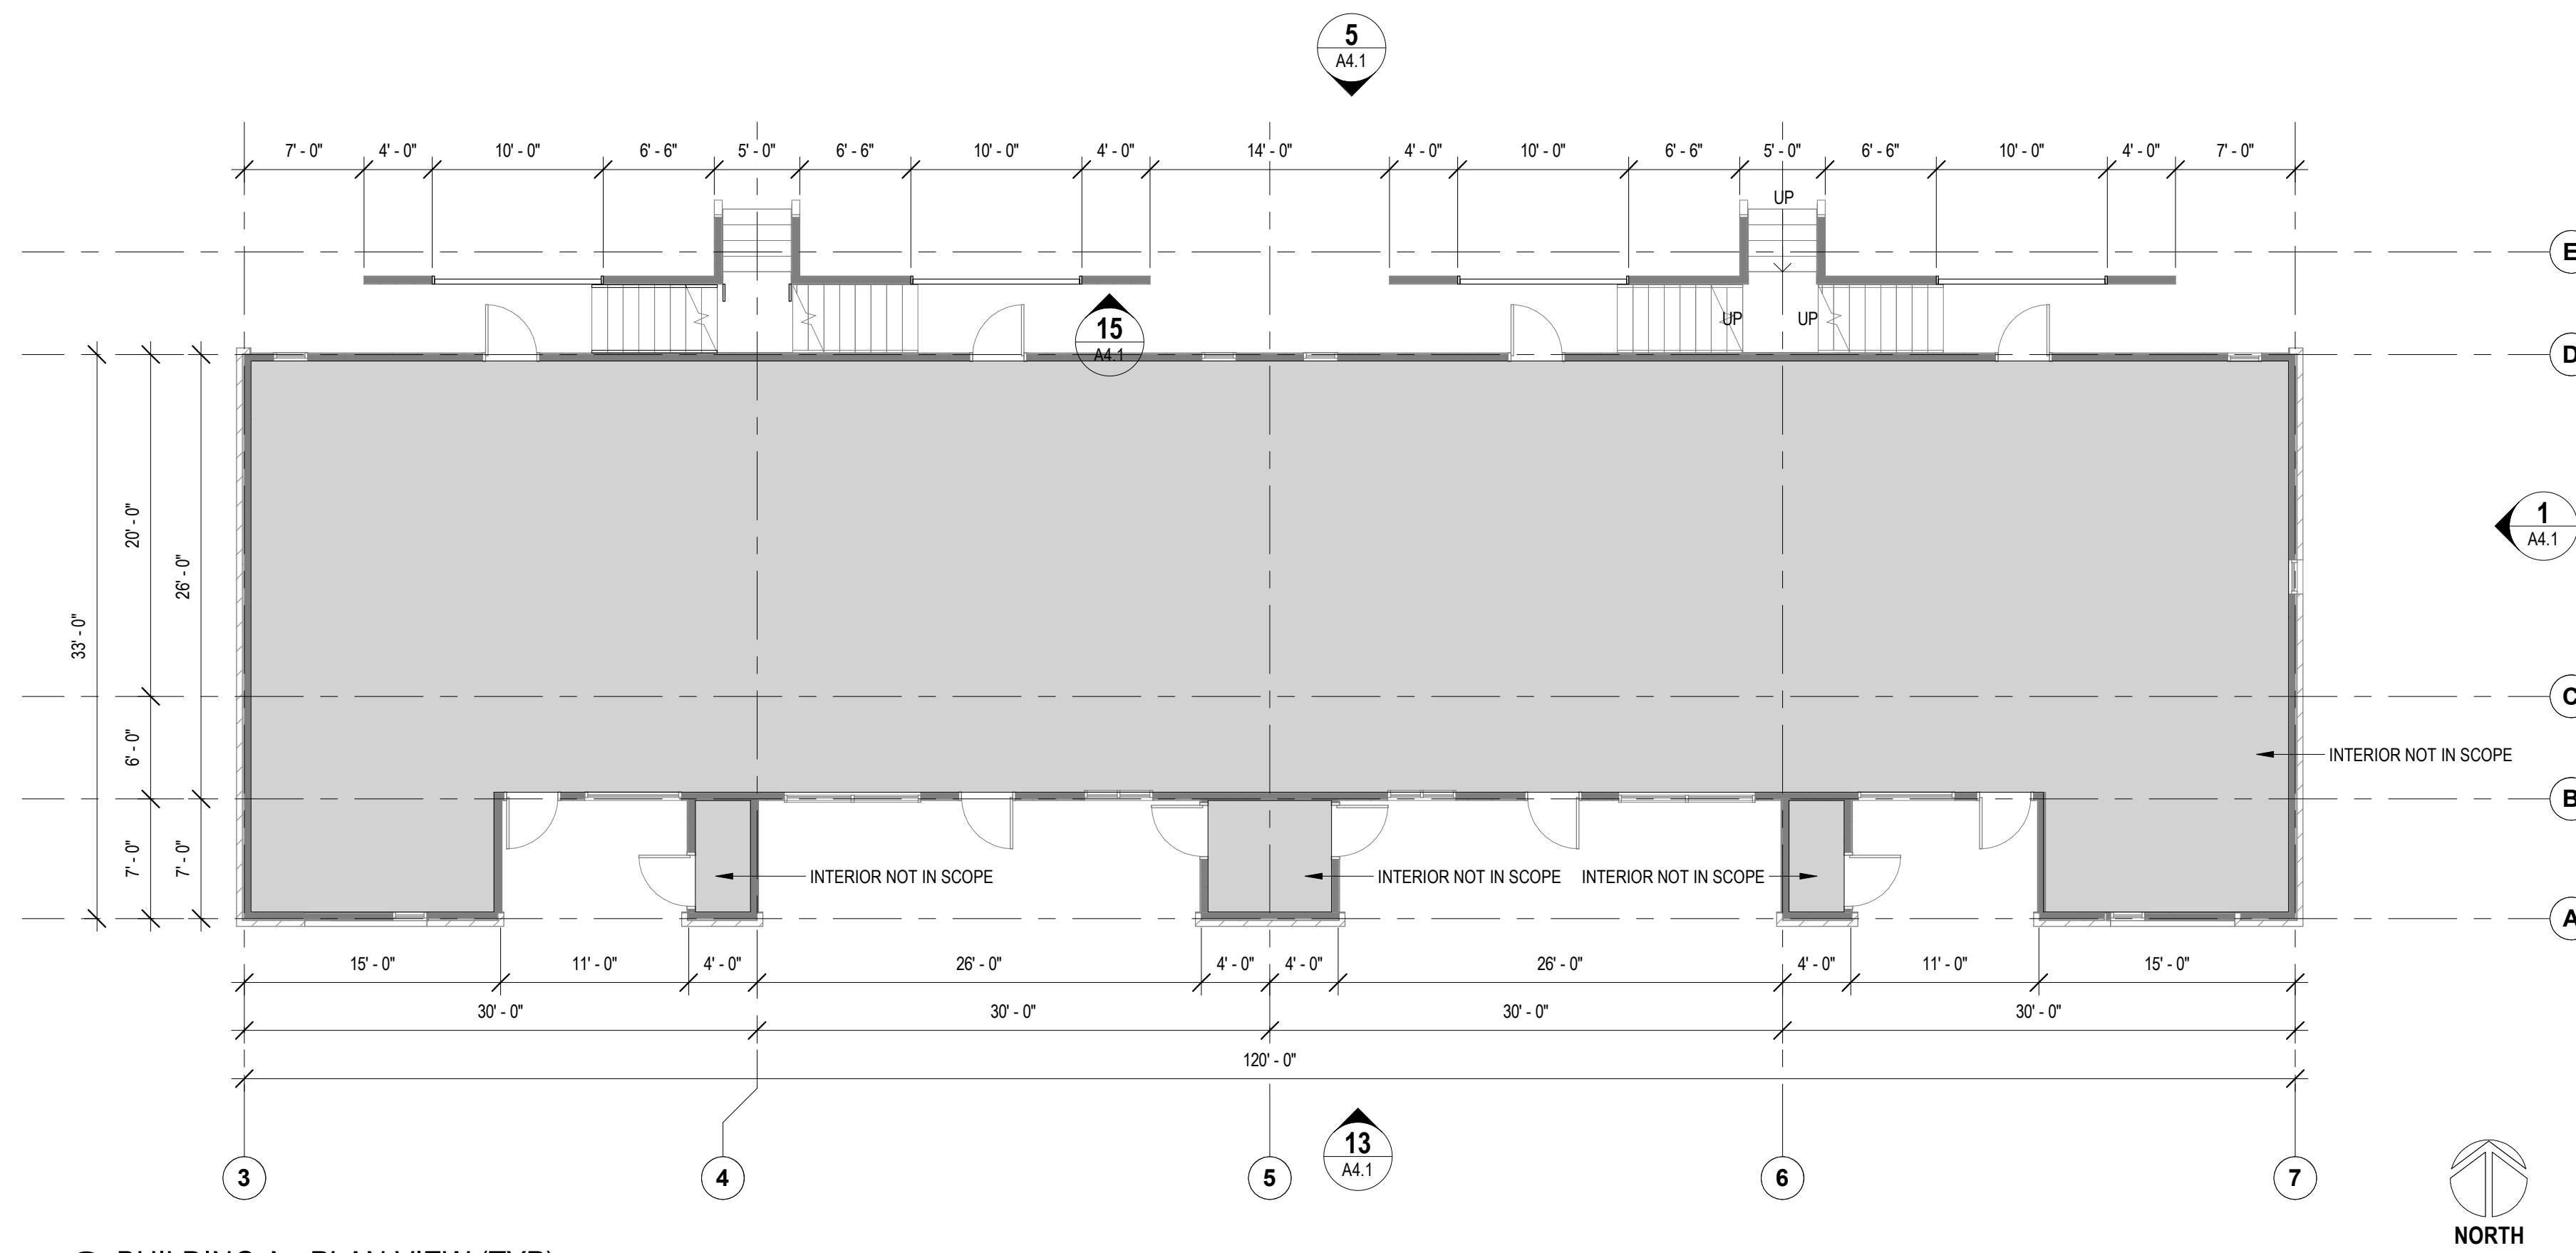 5
A4.1
7' - 0" 4' - 0" 10' - 0" 6' - 6" 5' - 0" 6' - 6" 10' - 0" 4' - 0" 14' - 0" 4' - 0" 10' - 0" 6' - 6" 5' - 0" 6' - 6" 10' - 0" 4' - 0" 7' - 0"
UP
E
15
A4.1
UP UP
D
20' - 0"
26' - 0"
33' - 0"
1
A4.1
C
6' - 0"
INTERIOR NOT IN SCOPE
B
7' - 0" 7' - 0"
INTERIOR NOT IN SCOPE INTERIOR NOT IN SCOPE INTERIOR NOT IN SCOPE
A
15' - 0" 11' - 0" 4' - 0" 26' - 0" 4' - 0" 4' - 0" 26' - 0" 4' - 0" 11' - 0" 15' - 0"
30' - 0" 30' - 0" 30' - 0" 30' - 0"
120' - 0"
13
A4.1
3 4 5 6 7
NORTH
BUILDING A - PLAN VIEW (TYP)